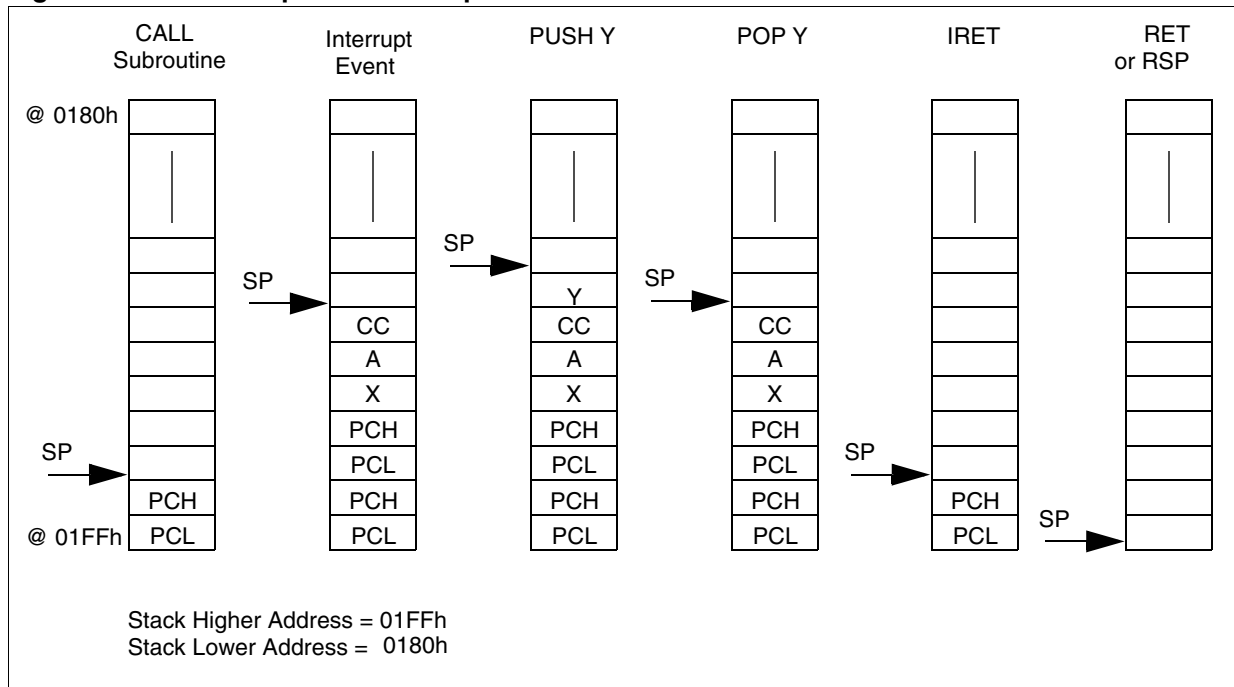 CALL Subroutine
Interrupt Event
PUSH Y
POP Y
IRET
RET or RSP
@ 0180h
SP
SP
Y
SP
CC
CC
CC
A
A
A
X
X
X
PCH
PCH
PCH
SP
PCL
PCL
PCL
SP
PCH
PCH
PCH
PCH
PCH
SP
@ 01FFh
PCL
PCL
PCL
PCL
PCL
Stack Higher Address = 01FFh
Stack Lower Address = 0180h